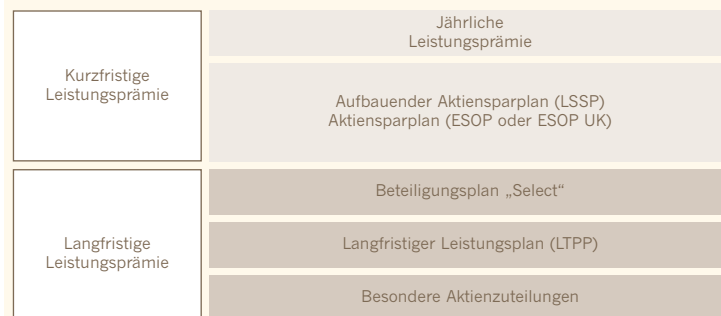 Kurzfristige
Leistungsprämie
Jährliche
Leistungsprämie
Aufbauender Aktiensparplan (LSSP)
Aktiensparplan (ESOP oder ESOP UK)
Langfristige
Leistungsprämie
Beteiligungsplan „Select“
Langfristiger Leistungsplan (LTPP)
Besondere Aktienzuteilungen